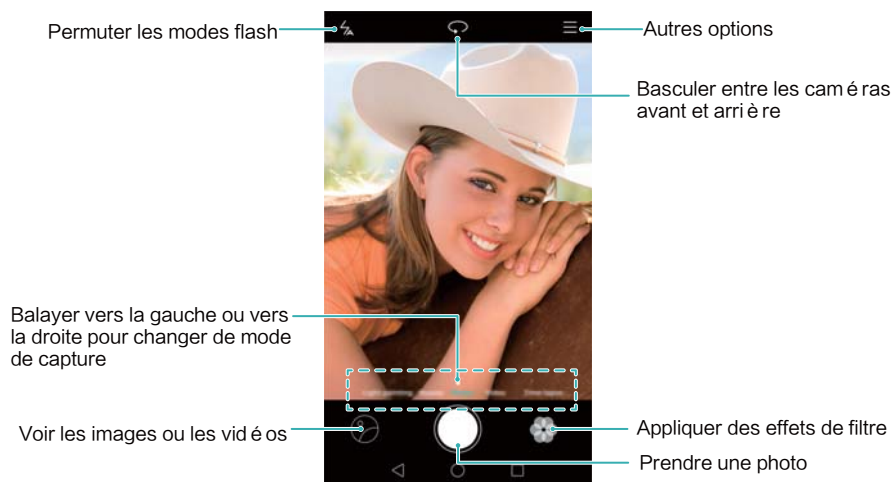 Permuter les modes flash
Autres options
Basculer entre les caméras
avant et arrière
Balayer vers la gauche ou vers
la droite pour changer de mode
de capture
Voir les images ou les vidéos
Appliquer des effets de filtre
Prendre une photo